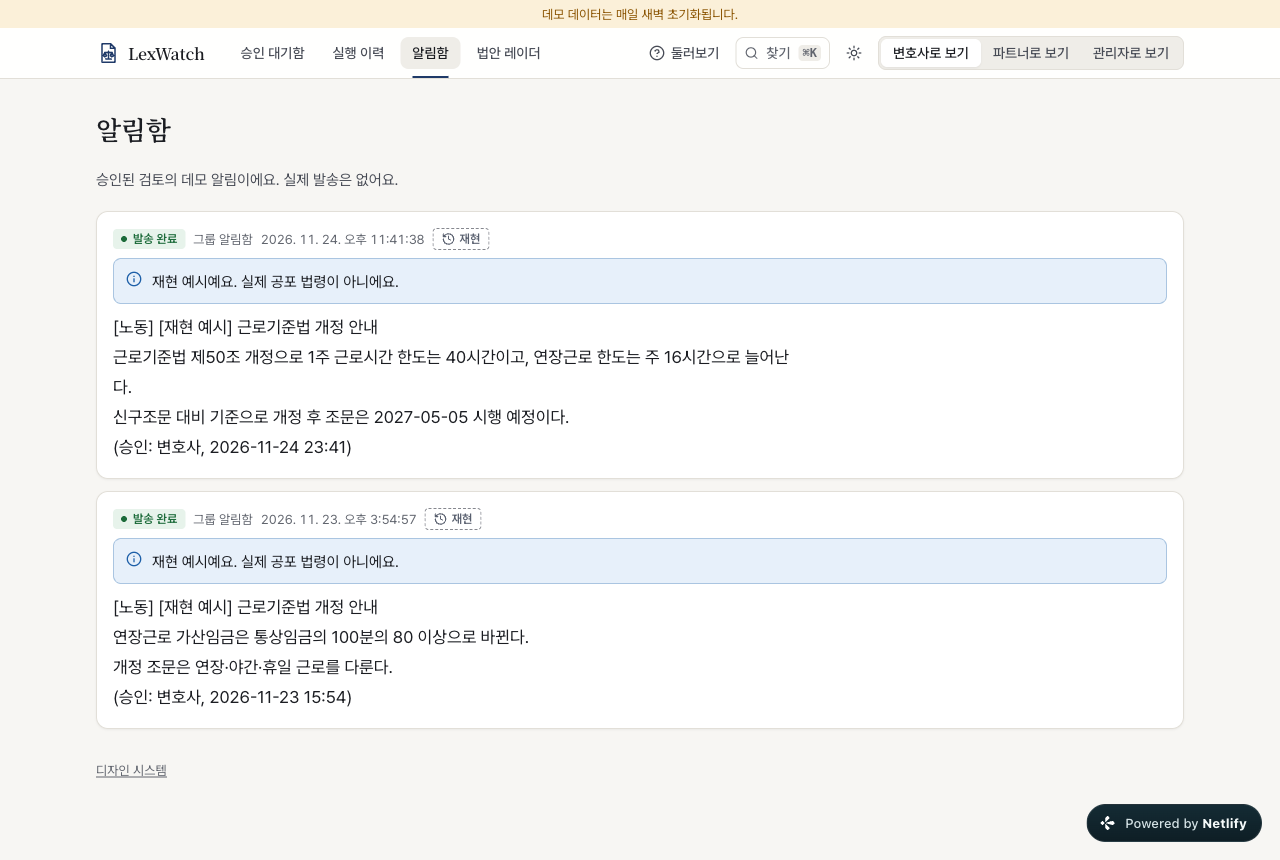 데모 데이터는 매일 새벽 초기화됩니다.
LexWatch 승인 대기함 실행 이력 알림함 법안 레이더 둘러보기 찾기 ⌘K 변호사로 보기 파트너로 보기 관리자로 보기
알림함
승인된 검토의 데모 알림이에요. 실제 발송은 없어요.
발송 완료 그룹 알림함 2026. 11. 24. 오후 11:41:38 재현
재현 예시예요. 실제 공포 법령이 아니에요.
[노동] [재현 예시] 근로기준법 개정 안내
근로기준법 제50조 개정으로 1주 근로시간 한도는 40시간이고, 연장근로 한도는 주 16시간으로 늘어난
다.
신구조문 대비 기준으로 개정 후 조문은 2027-05-05 시행 예정이다.
(승인: 변호사, 2026-11-24 23:41)
발송 완료 그룹 알림함 2026. 11. 23. 오후 3:54:57 재현
재현 예시예요. 실제 공포 법령이 아니에요.
[노동] [재현 예시] 근로기준법 개정 안내
연장근로 가산임금은 통상임금의 100분의 80 이상으로 바뀐다.
개정 조문은 연장·야간·휴일 근로를 다룬다.
(승인: 변호사, 2026-11-23 15:54)
디자인 시스템
Powered by Netlify